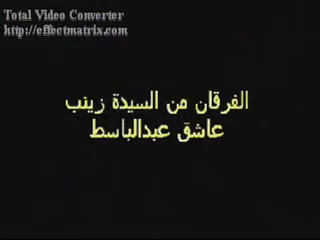 Total Video Converter
http://effectmatrix.com
الفرقان من السيدة زينب
عاشق عبدالباسط